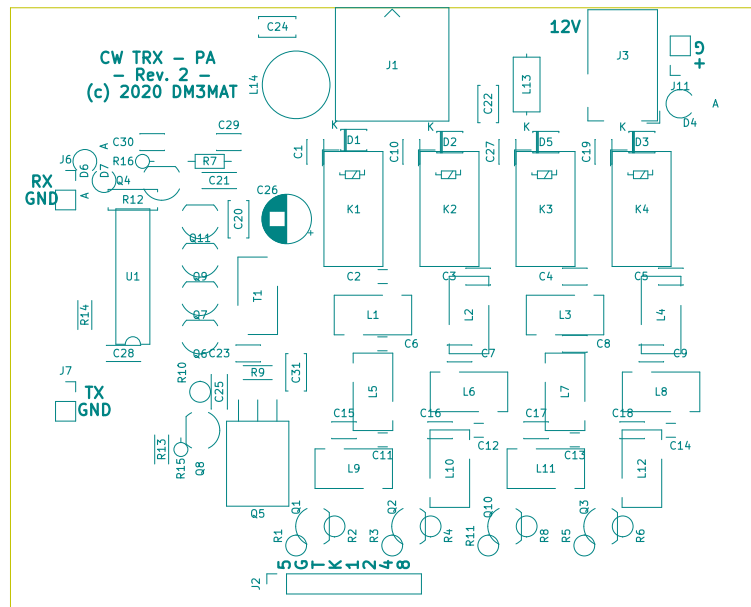 C24
12V
J1
J3
G
+
CW TRX – PA
– Rev. 2 –
(c) 2020 DM3MAT
L14
L13
C22
J11
A
D4
K
K
K
K
C30
C29
D1
D2
D5
D3
A
J6
R16
D6
D7
Q4
R7
C21
C1
C10
C27
C19
RX
GND
A
R12
C26
+
C20
K1
K2
K3
K4
Q11
U1
Q9
T1
C2
C3
C4
C5
R14
Q7
L1
L2
L3
L4
C28
Q6
C23
C6
C7
C8
C9
J7
R10
R9
C31
C25
L5
L6
L7
L8
TX
GND
C15
C16
C17
C18
R13
R15
Q8
C11
C12
C13
C14
L9
L10
L11
L12
Q5
Q1
Q2
Q10
Q3
R1
R2
R3
R4
R11
R8
R5
R6
5GTK1248
J2